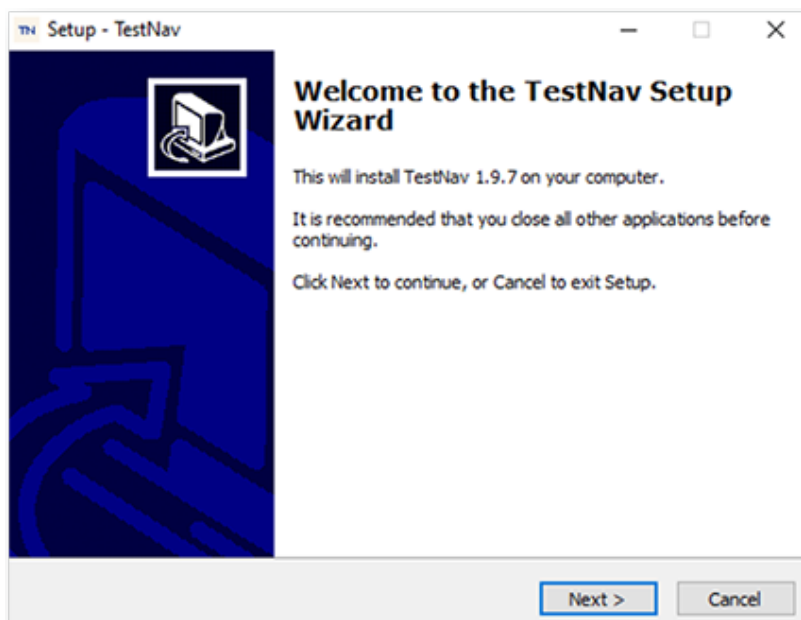 TN Setup - TestNav
Welcome to the TestNav Setup
Wizard
This will install TestNav 1.9.7 on your computer.
It is recommended that you close all other applications before
continuing.
Click Next to continue, or Cancel to exit Setup.
Next > Cancel